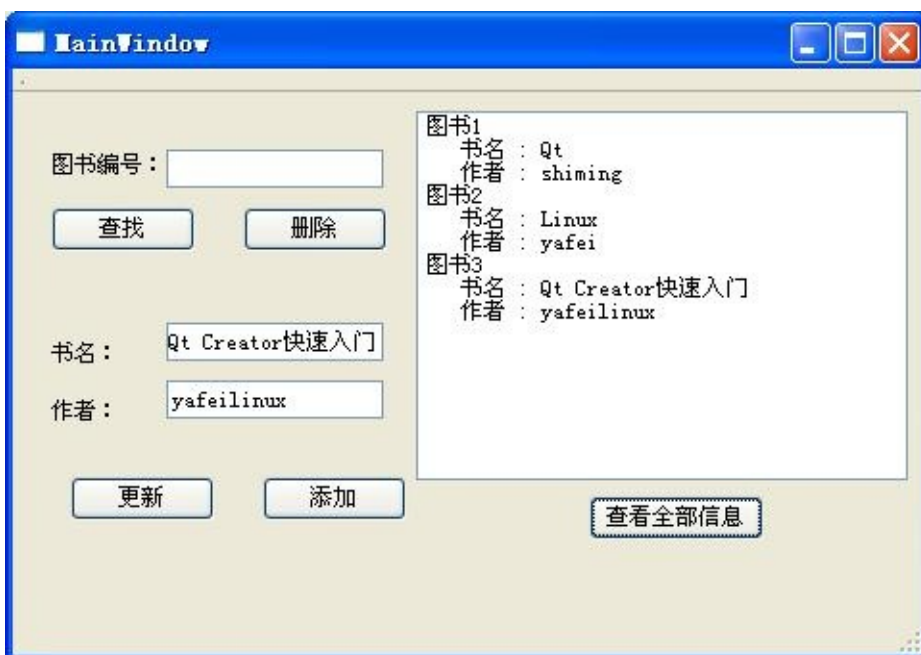 MainWindow
图书编号：
查找 删除
书名： Qt Creator快速入门
作者： yafeilinux
更新 添加
图书1
书名 : Qt
作者 : shiming
图书2
书名 : Linux
作者 : yafei
图书3
书名 : Qt Creator快速入门
作者 : yafeilinux
查看全部信息